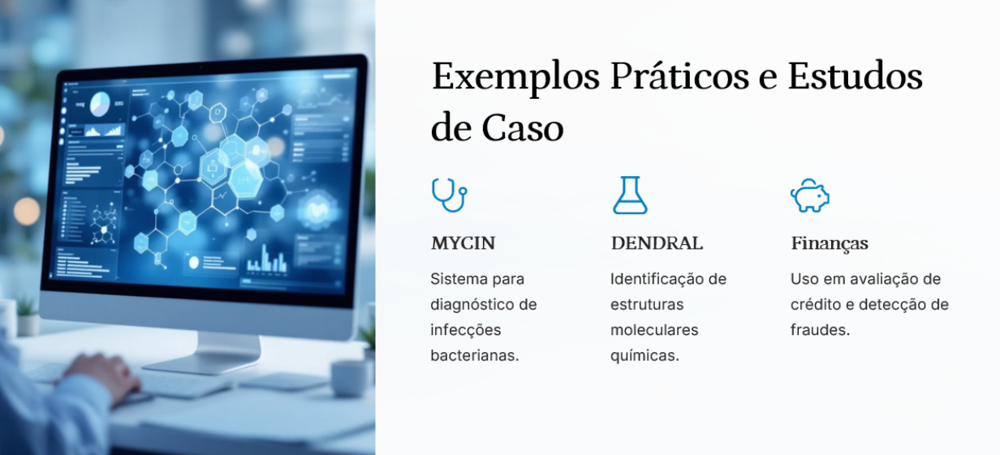 Exemplos Práticos e Estudos
de Caso
MYCIN
Sistema para
diagnóstico de
infecções
bacterianas.
DENDRAL
Identificação de
estruturas
moleculares
químicas.
Finanças
Uso em avaliação de
crédito e detecção de
fraudes.